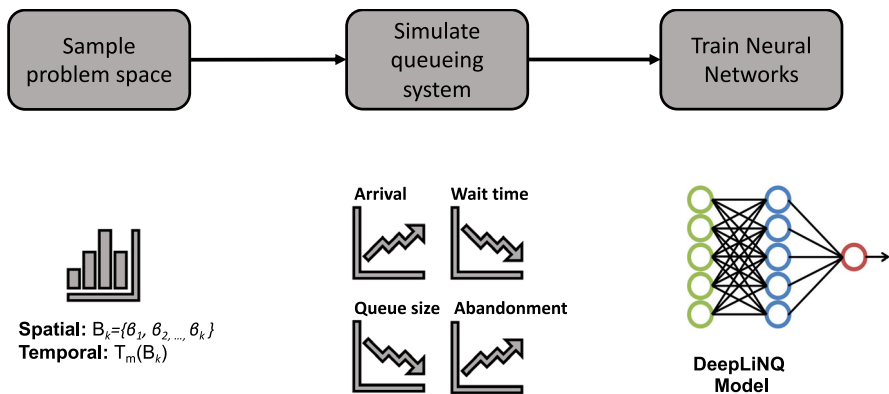 Sample
problem space
Simulate
queueing
system
Train Neural
Networks
Arrival
Wait time
Queue size
Abandonment
Spatial: Bₖ={β₁, β₂, ..., βₖ}
Temporal: Tₘ(Bₖ)
DeepLiNQ
Model